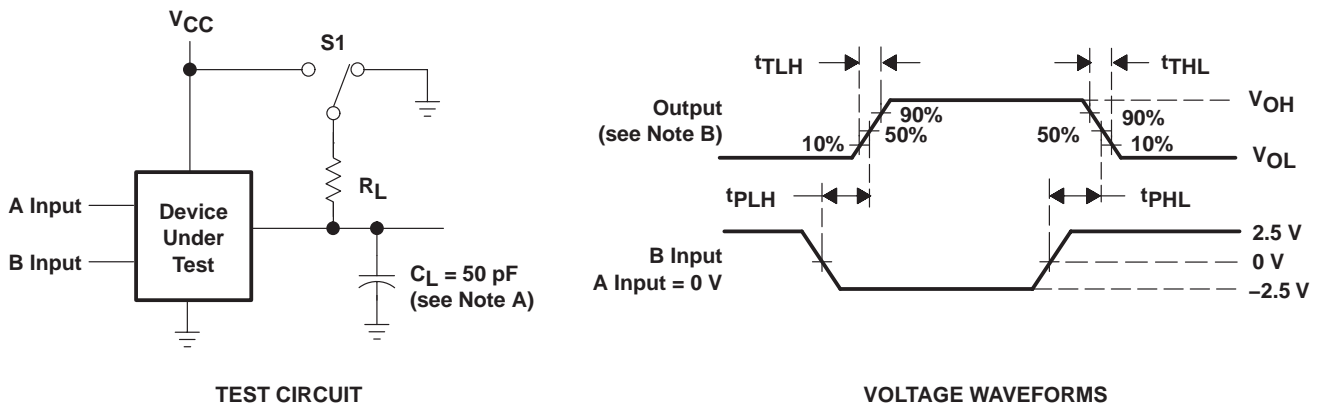 VCC
S1
RL
A Input
B Input
Device
Under
Test
CL = 50 pF
(see Note A)
TEST CIRCUIT
tTLH
tTHL
Output
(see Note B)
10%
50%
90%
50%
90%
10%
VOH
VOL
tPLH
tPHL
B Input
A Input = 0 V
2.5 V
0 V
–2.5 V
VOLTAGE WAVEFORMS